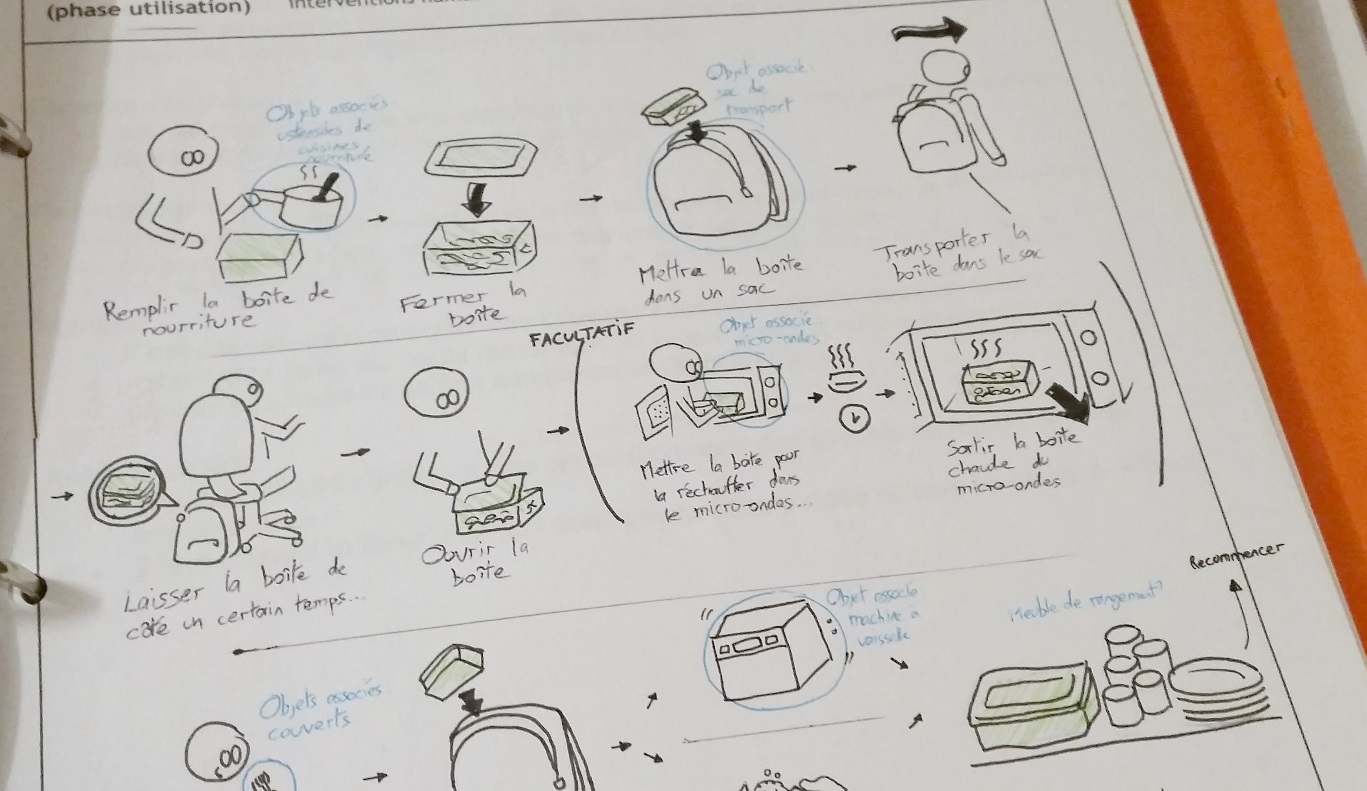 (phase utilisation)
Objets associés
ustensiles de
cuisines,
nourriture
Objet associé
sac de
transport
Remplir la boîte de
nourriture
Fermer la
boîte
Mettre la boîte
dans un sac
Transporter la
boîte dans le sac
FACULTATIF
Objet associé
micro-ondes
Laisser la boîte de
côté un certain temps...
Ouvrir la
boîte
Mettre la boîte pour
la réchauffer dans
le micro-ondes...
Sortir la boîte
chaude du
micro-ondes
Recommencer
Objets associés
couverts
Objet associé
machine à
vaisselle
Meuble de rangement?